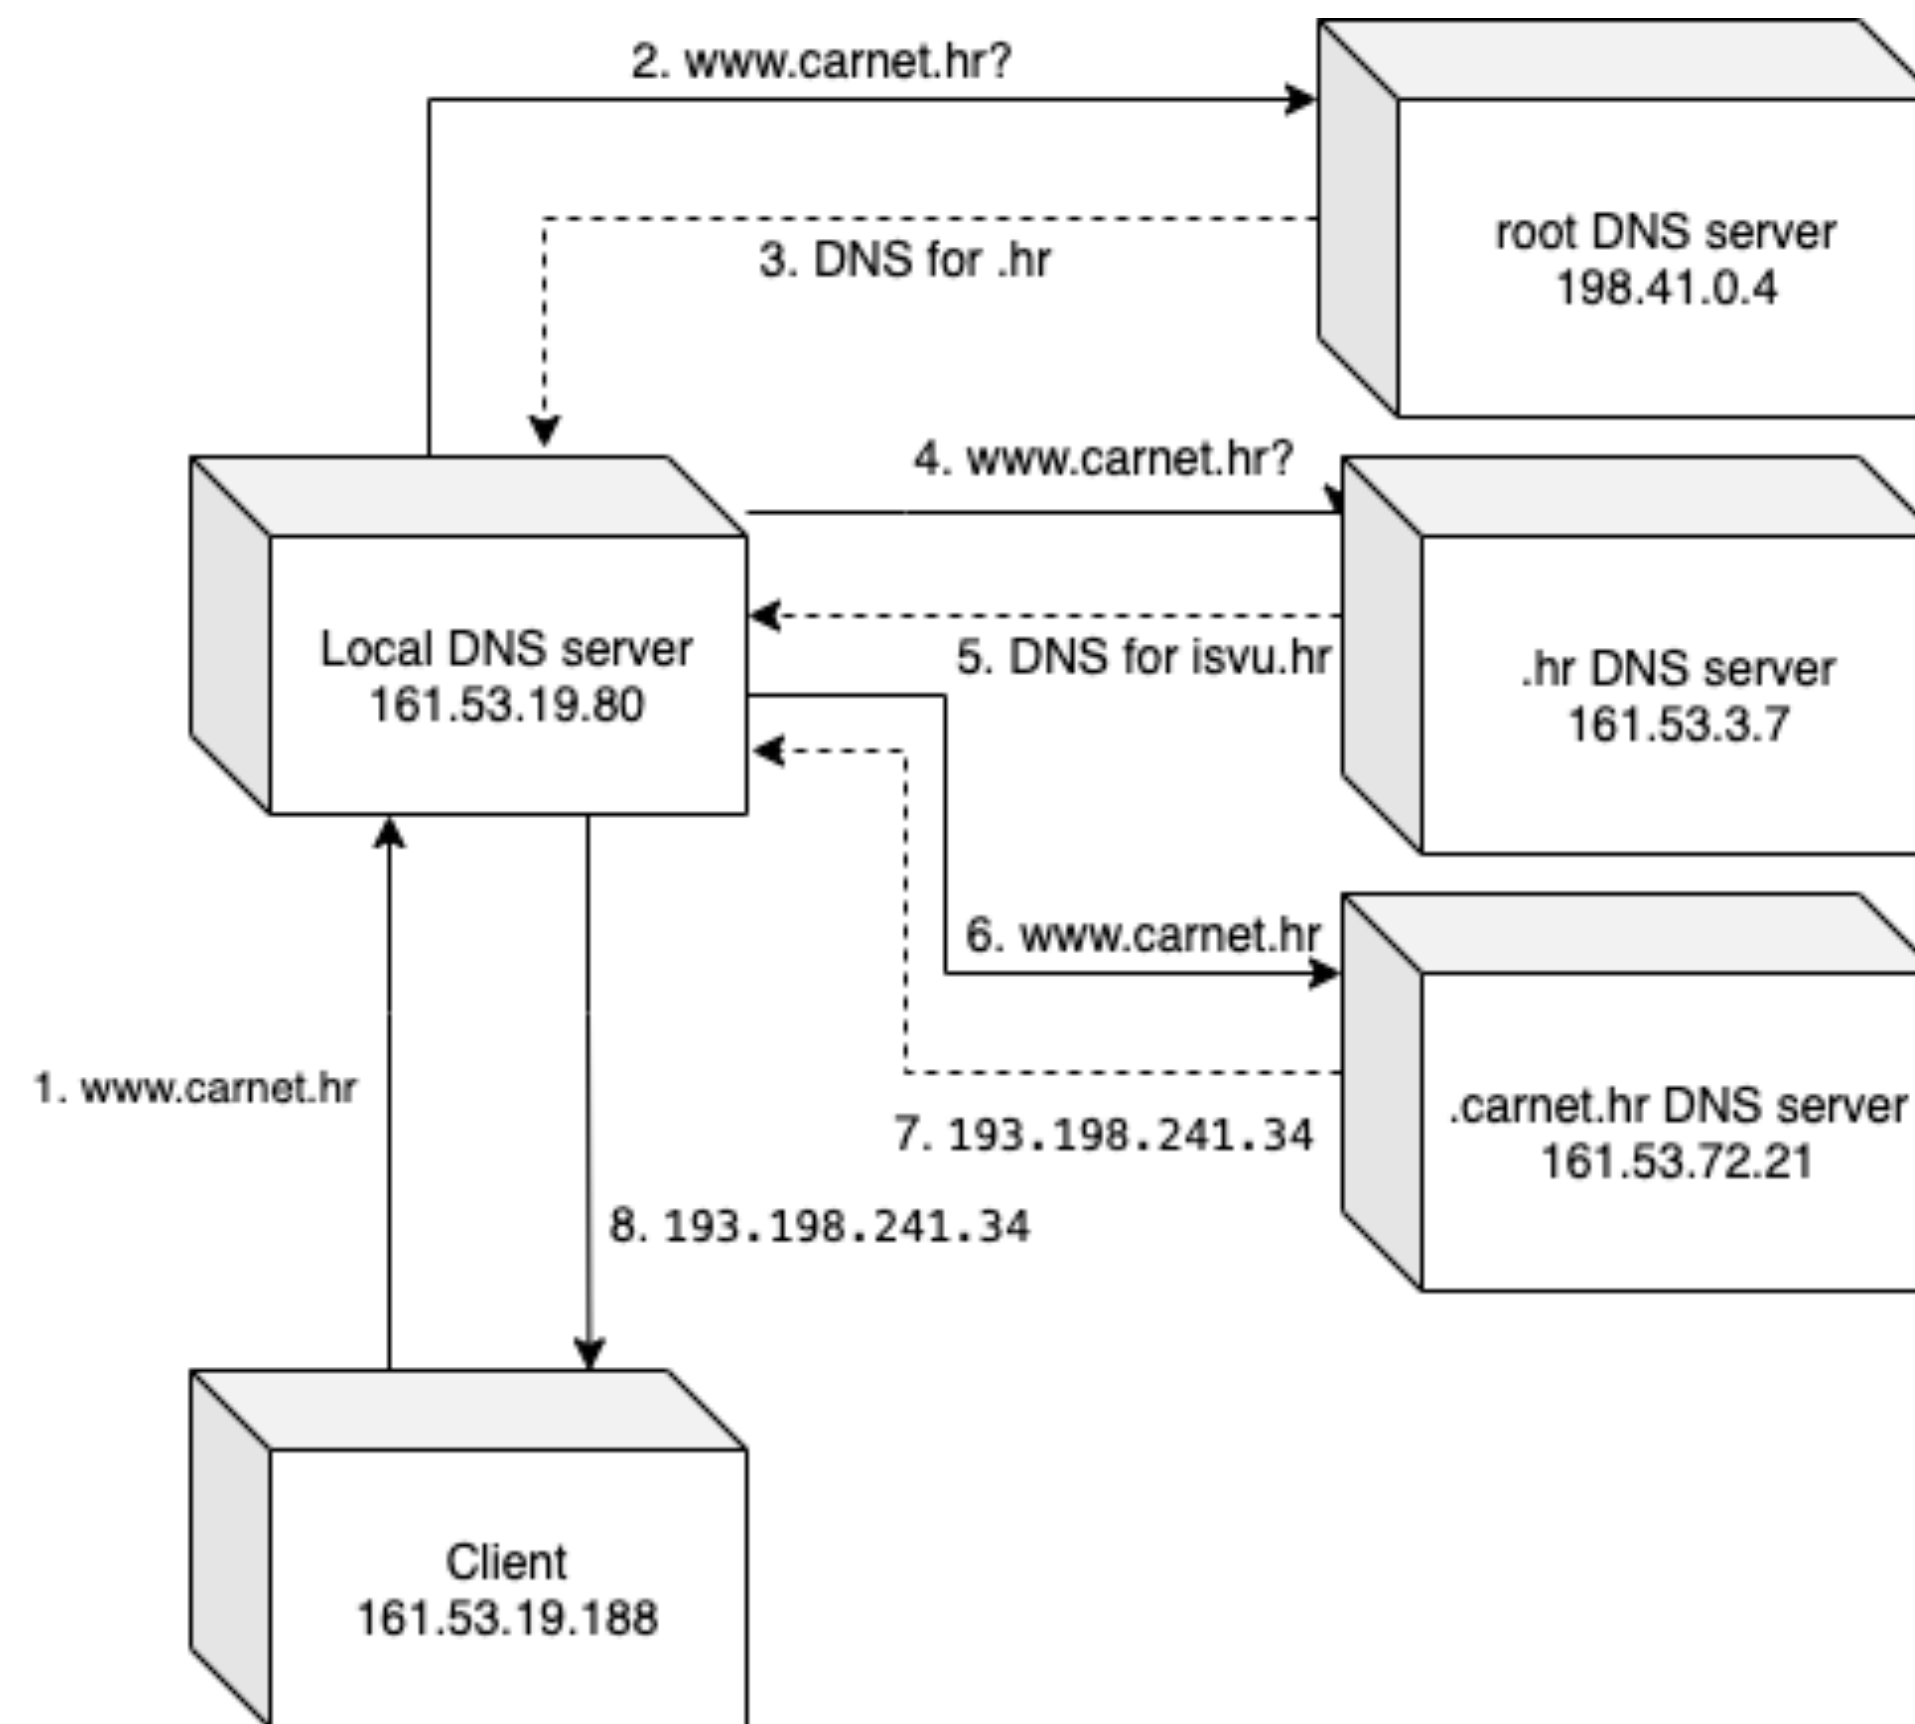 2. www.carnet.hr?
root DNS server
198.41.0.4
3. DNS for .hr
4. www.carnet.hr?
Local DNS server
161.53.19.80
5. DNS for isvu.hr
.hr DNS server
161.53.3.7
6. www.carnet.hr
1. www.carnet.hr
7. 193.198.241.34
.carnet.hr DNS server
161.53.72.21
8. 193.198.241.34
Client
161.53.19.188